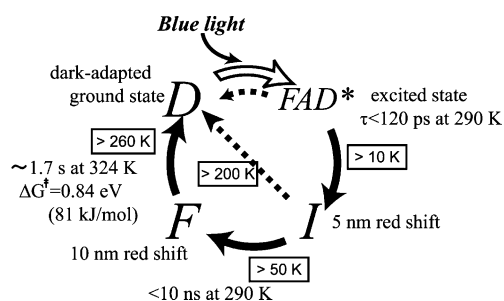 Blue light
dark-adapted
ground state
D
FAD*
excited state
τ<120 ps at 290 K
> 260 K
> 10 K
~1.7 s at 324 K
ΔG‡=0.84 eV
(81 kJ/mol)
> 200 K
F
I
5 nm red shift
10 nm red shift
> 50 K
<10 ns at 290 K